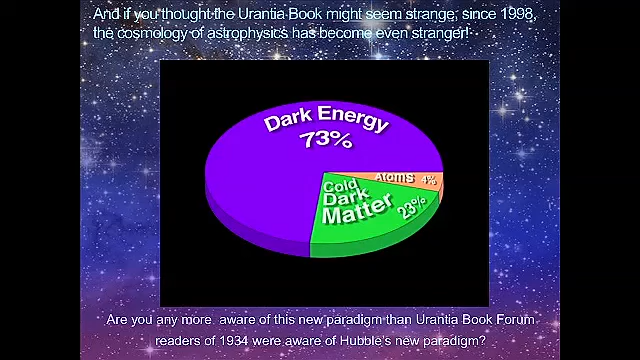 And if you thought the Urantia Book might seem strange, since 1998,
the cosmology of astrophysics has become even stranger!
Dark Energy
73%
Atoms 4%
Cold
Dark
Matter 23%
Are you any more aware of this new paradigm than Urantia Book Forum
readers of 1934 were aware of Hubble's new paradigm?